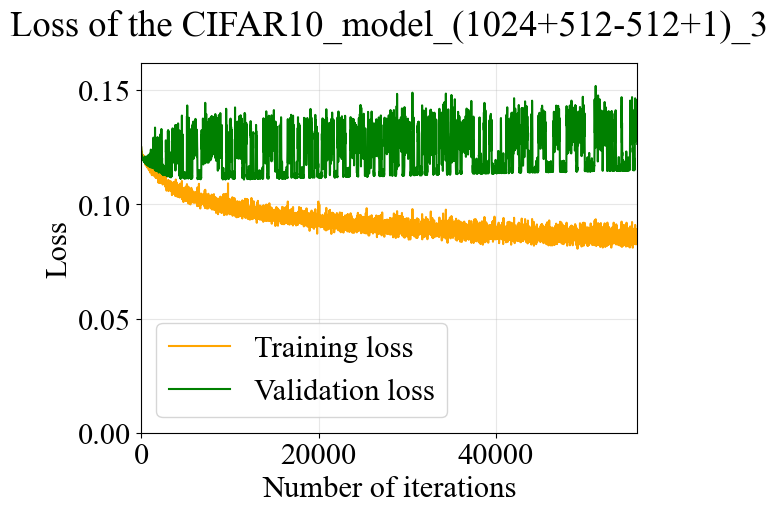 Loss of the CIFAR10_model_(1024+512-512+1)_3
0.15
0.10
0.05
0.00
Loss
Training loss
Validation loss
0 20000 40000
Number of iterations